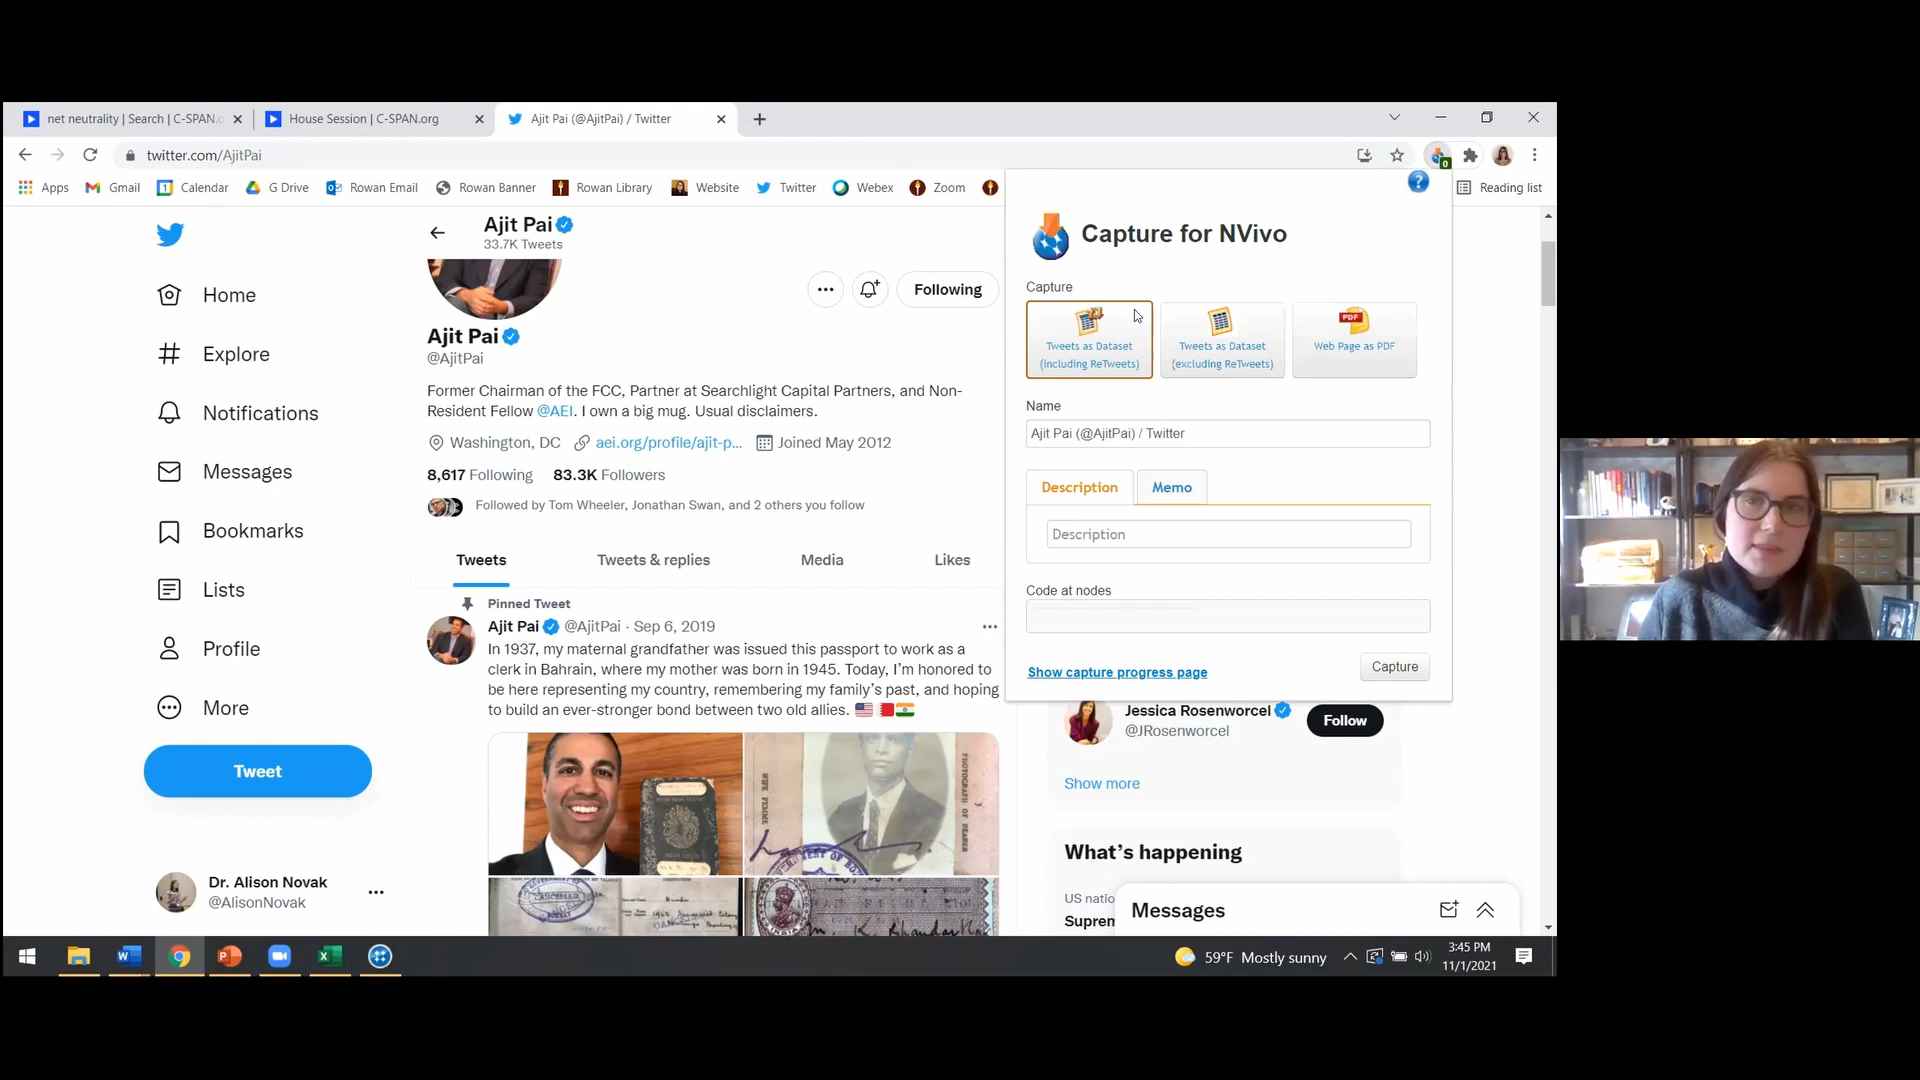 net neutrality | Search | C-SPAN.o
House Session | C-SPAN.org
Ajit Pai (@AjitPai) / Twitter
twitter.com/AjitPai
0
Apps
Gmail
Calendar
G Drive
Rowan Email
Rowan Banner
Rowan Library
Website
Twitter
Webex
Zoom
Reading list
Home
Explore
Notifications
Messages
Bookmarks
Lists
Profile
More
Tweet
Dr. Alison Novak
@AlisonNovak
Ajit Pai
33.7K Tweets
Following
Ajit Pai
@AjitPai
Former Chairman of the FCC, Partner at Searchlight Capital Partners, and Non-
Resident Fellow @AEI. I own a big mug. Usual disclaimers.
Washington, DC aei.org/profile/ajit-p... Joined May 2012
8,617 Following 83.3K Followers
Followed by Tom Wheeler, Jonathan Swan, and 2 others you follow
Tweets
Tweets & replies
Media
Likes
Pinned Tweet
Ajit Pai @AjitPai · Sep 6, 2019
In 1937, my maternal grandfather was issued this passport to work as a
clerk in Bahrain, where my mother was born in 1945. Today, I'm honored to
be here representing my country, remembering my family's past, and hoping
to build an ever-stronger bond between two old allies.
WIFE FEMME
PHOTOGRAPH OF BEARER
?
Capture for NVivo
Capture
Tweets as Dataset
(including ReTweets)
Tweets as Dataset
(excluding ReTweets)
PDF
Web Page as PDF
Name
Ajit Pai (@AjitPai) / Twitter
Description
Memo
Description
Code at nodes
Show capture progress page
Capture
Jessica Rosenworcel
@JRosenworcel
Follow
Show more
What's happening
US natio
Suprem
Messages
59°F Mostly sunny
3:45 PM
11/1/2021